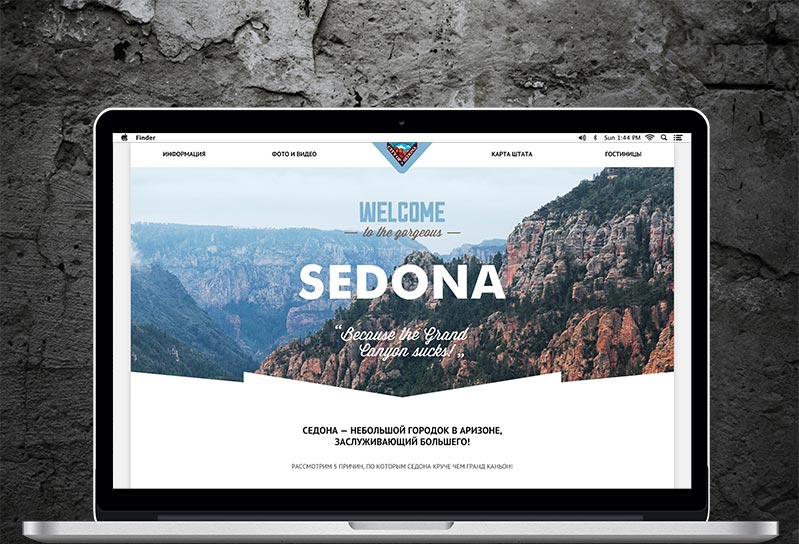 Finder
Sun 1:44 PM
ИНФОРМАЦИЯ
ФОТО И ВИДЕО
КАРТА ШТАТА
ГОСТИНИЦЫ
WELCOME
— to the gorgeous —
SEDONA
“Because the Grand
Canyon sucks!„
СЕДОНА — НЕБОЛЬШОЙ ГОРОДОК В АРИЗОНЕ,
ЗАСЛУЖИВАЮЩИЙ БОЛЬШЕГО!
РАССМОТРИМ 5 ПРИЧИН, ПО КОТОРЫМ СЕДОНА КРУЧЕ ЧЕМ ГРАНД КАНЬОН!